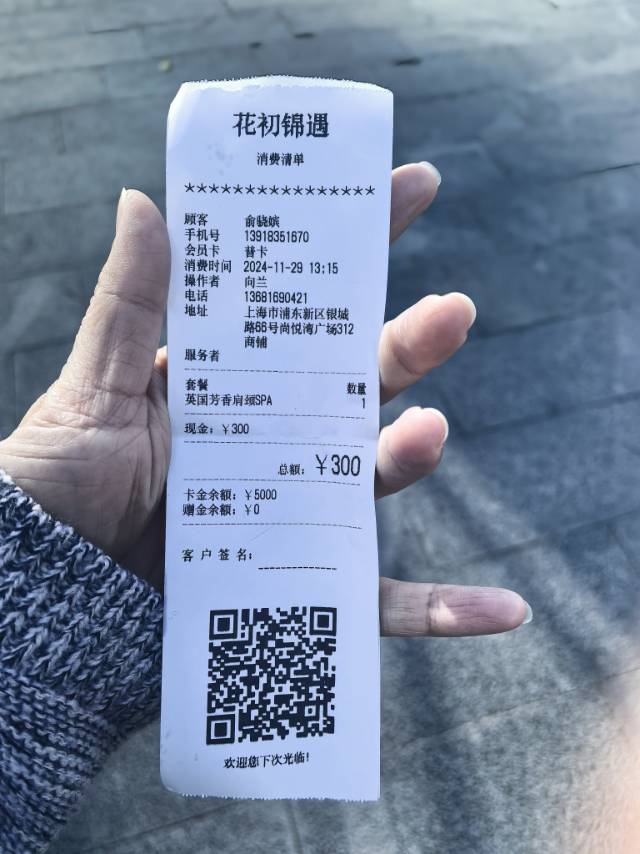 花初锦遇
消费清单
****************
顾客 俞骁嫔
手机号 13918351670
会员卡 普卡
消费时间 2024-11-29 13:15
操作者 向兰
电话 13681690421
地址 上海市浦东新区银城
路66号尚悦湾广场312
商铺
服务者
套餐 数量
英国芳香肩颈SPA 1
现金：￥300
总额：￥300
卡金余额：￥5000
赠金余额：￥0
客户签名：
欢迎您下次光临！